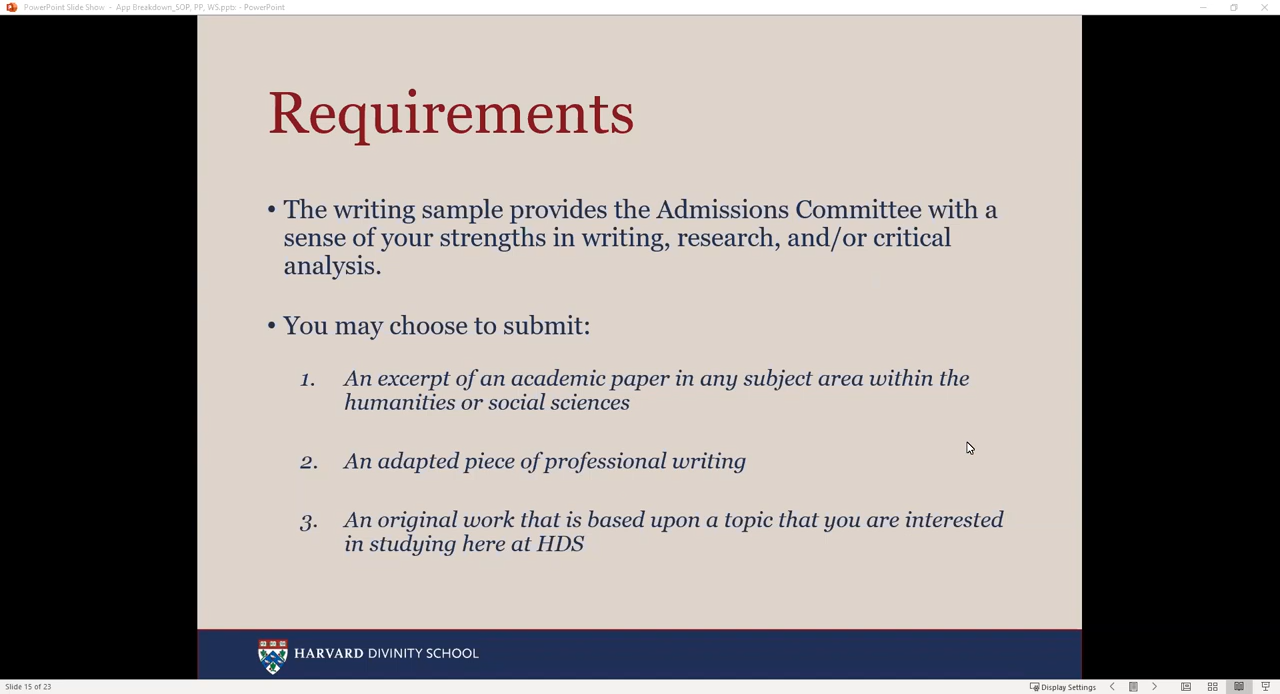 PowerPoint Slide Show - App Breakdown_SOP, PP, WS.pptx - PowerPoint
Requirements
• The writing sample provides the Admissions Committee with a
sense of your strengths in writing, research, and/or critical
analysis.
• You may choose to submit:
1. An excerpt of an academic paper in any subject area within the
humanities or social sciences
2. An adapted piece of professional writing
3. An original work that is based upon a topic that you are interested
in studying here at HDS
HARVARD DIVINITY SCHOOL
Slide 15 of 23
Display Settings